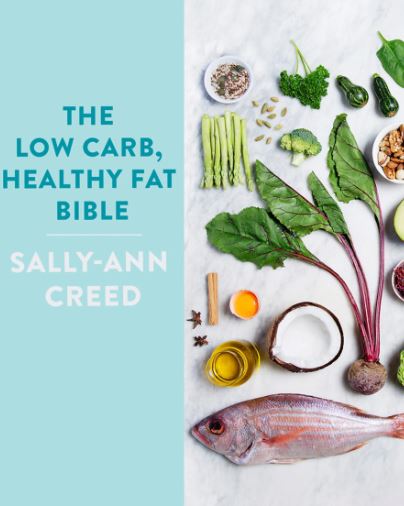 THE
LOW CARB,
HEALTHY FAT
BIBLE
SALLY-ANN
CREED